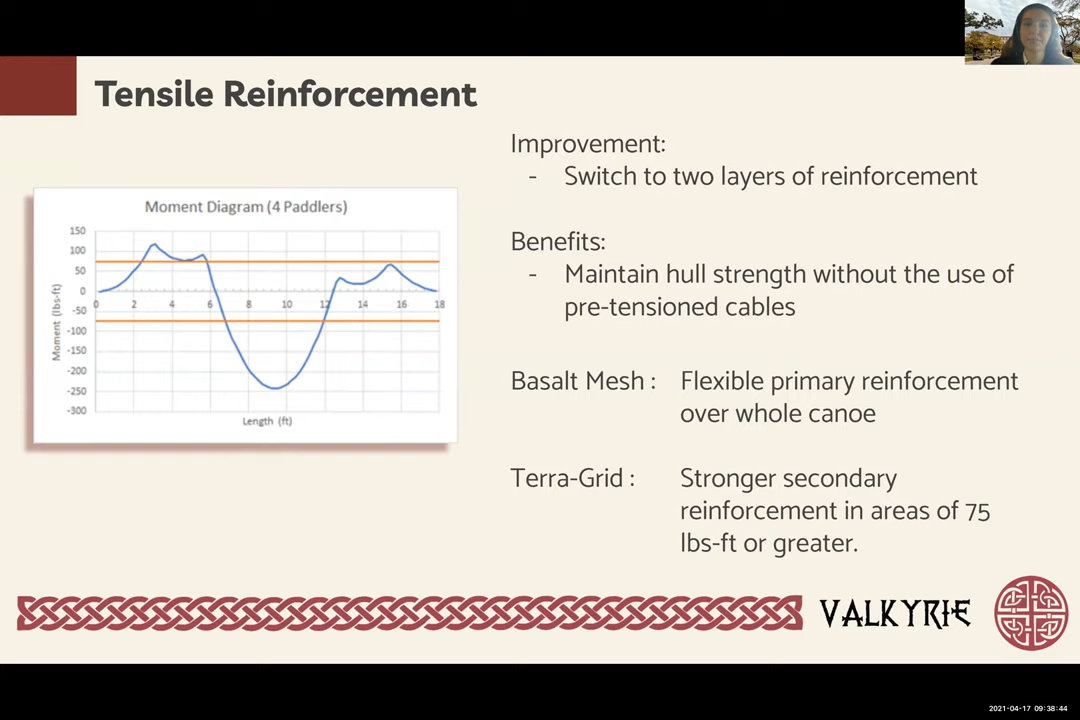 Tensile Reinforcement
Moment Diagram (4 Paddlers)
150
100
50
0
-50
-100
-150
-200
-250
-300
0 2 4 6 8 10 12 14 16 18
Moment (lbs-ft)
Length (ft)
Improvement:
- Switch to two layers of reinforcement
Benefits:
- Maintain hull strength without the use of
pre-tensioned cables
Basalt Mesh : Flexible primary reinforcement
over whole canoe
Terra-Grid : Stronger secondary
reinforcement in areas of 75
lbs-ft or greater.
VALKYRIE
2021-04-17 09:38:44